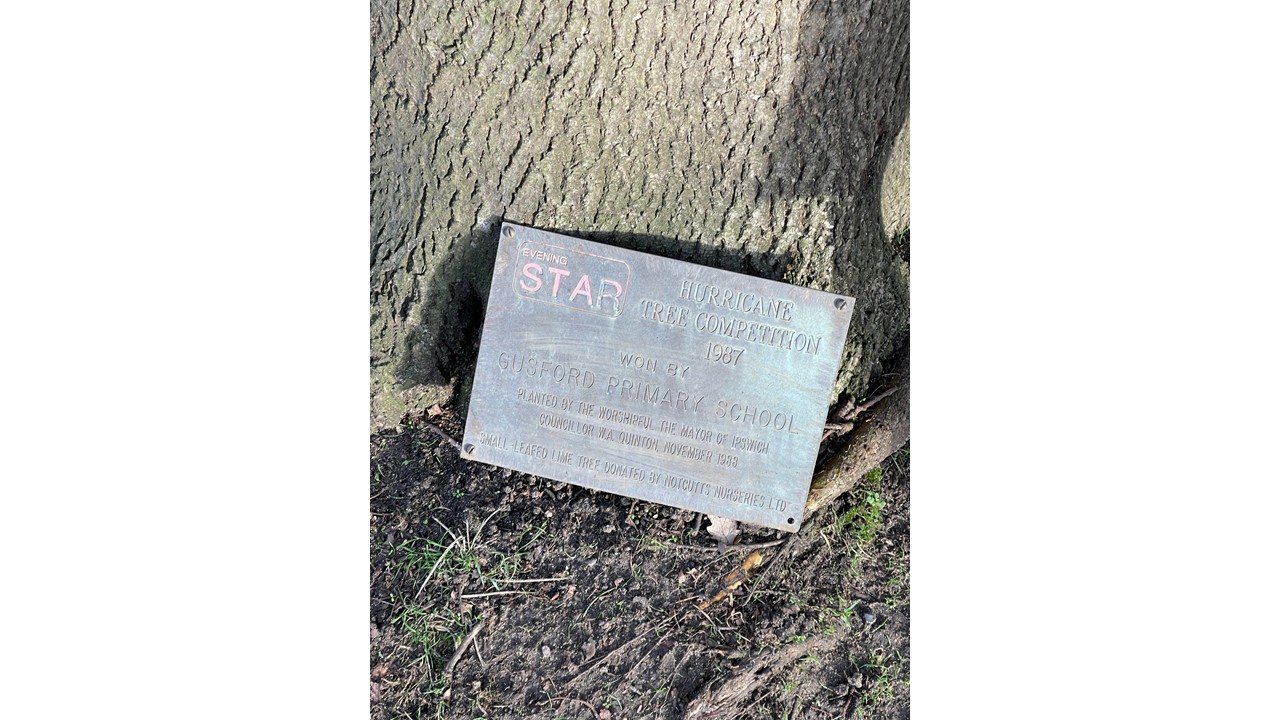 EVENING
STAR
HURRICANE
TREE COMPETITION
1987
WON BY
GUSFORD PRIMARY SCHOOL
PLANTED BY THE WORSHIPFUL THE MAYOR OF IPSWICH
COUNCILLOR W.A. QUINTON, NOVEMBER 1988
SMALL LEAFED LIME TREE DONATED BY NOTCUTTS NURSERIES LTD